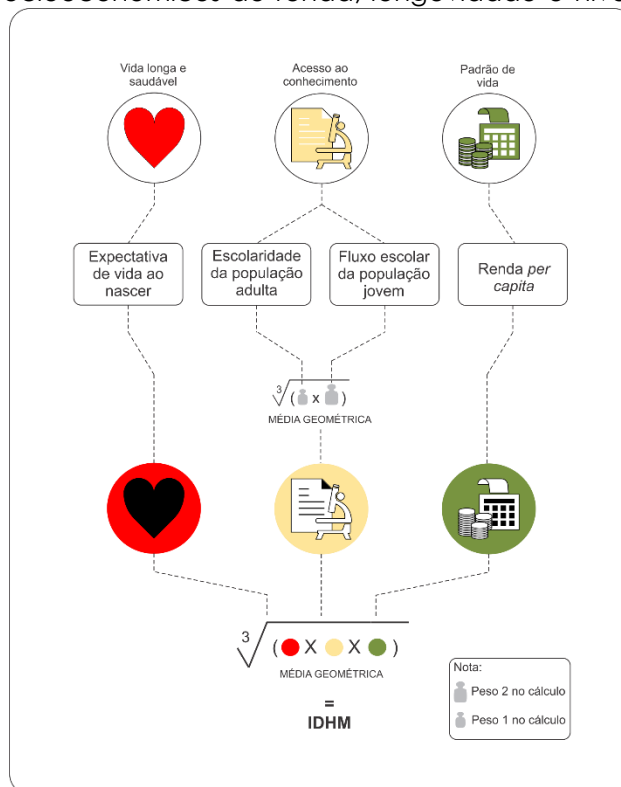 Vida longa e
saudável
Acesso ao
conhecimento
Padrão de
vida
Expectativa
de vida ao
nascer
Escolaridade
da população
adulta
Fluxo escolar
da população
jovem
Renda per
capita
3√( x )
MÉDIA GEOMÉTRICA
3√( X X )
MÉDIA GEOMÉTRICA
=
IDHM
Nota:
Peso 2 no cálculo
Peso 1 no cálculo